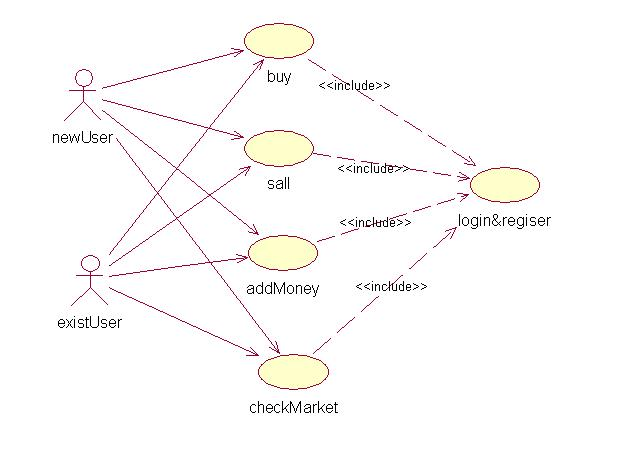 buy
<<include>>
newUser
sall
<<include>>
login&regiser
<<include>>
addMoney
<<include>>
existUser
checkMarket